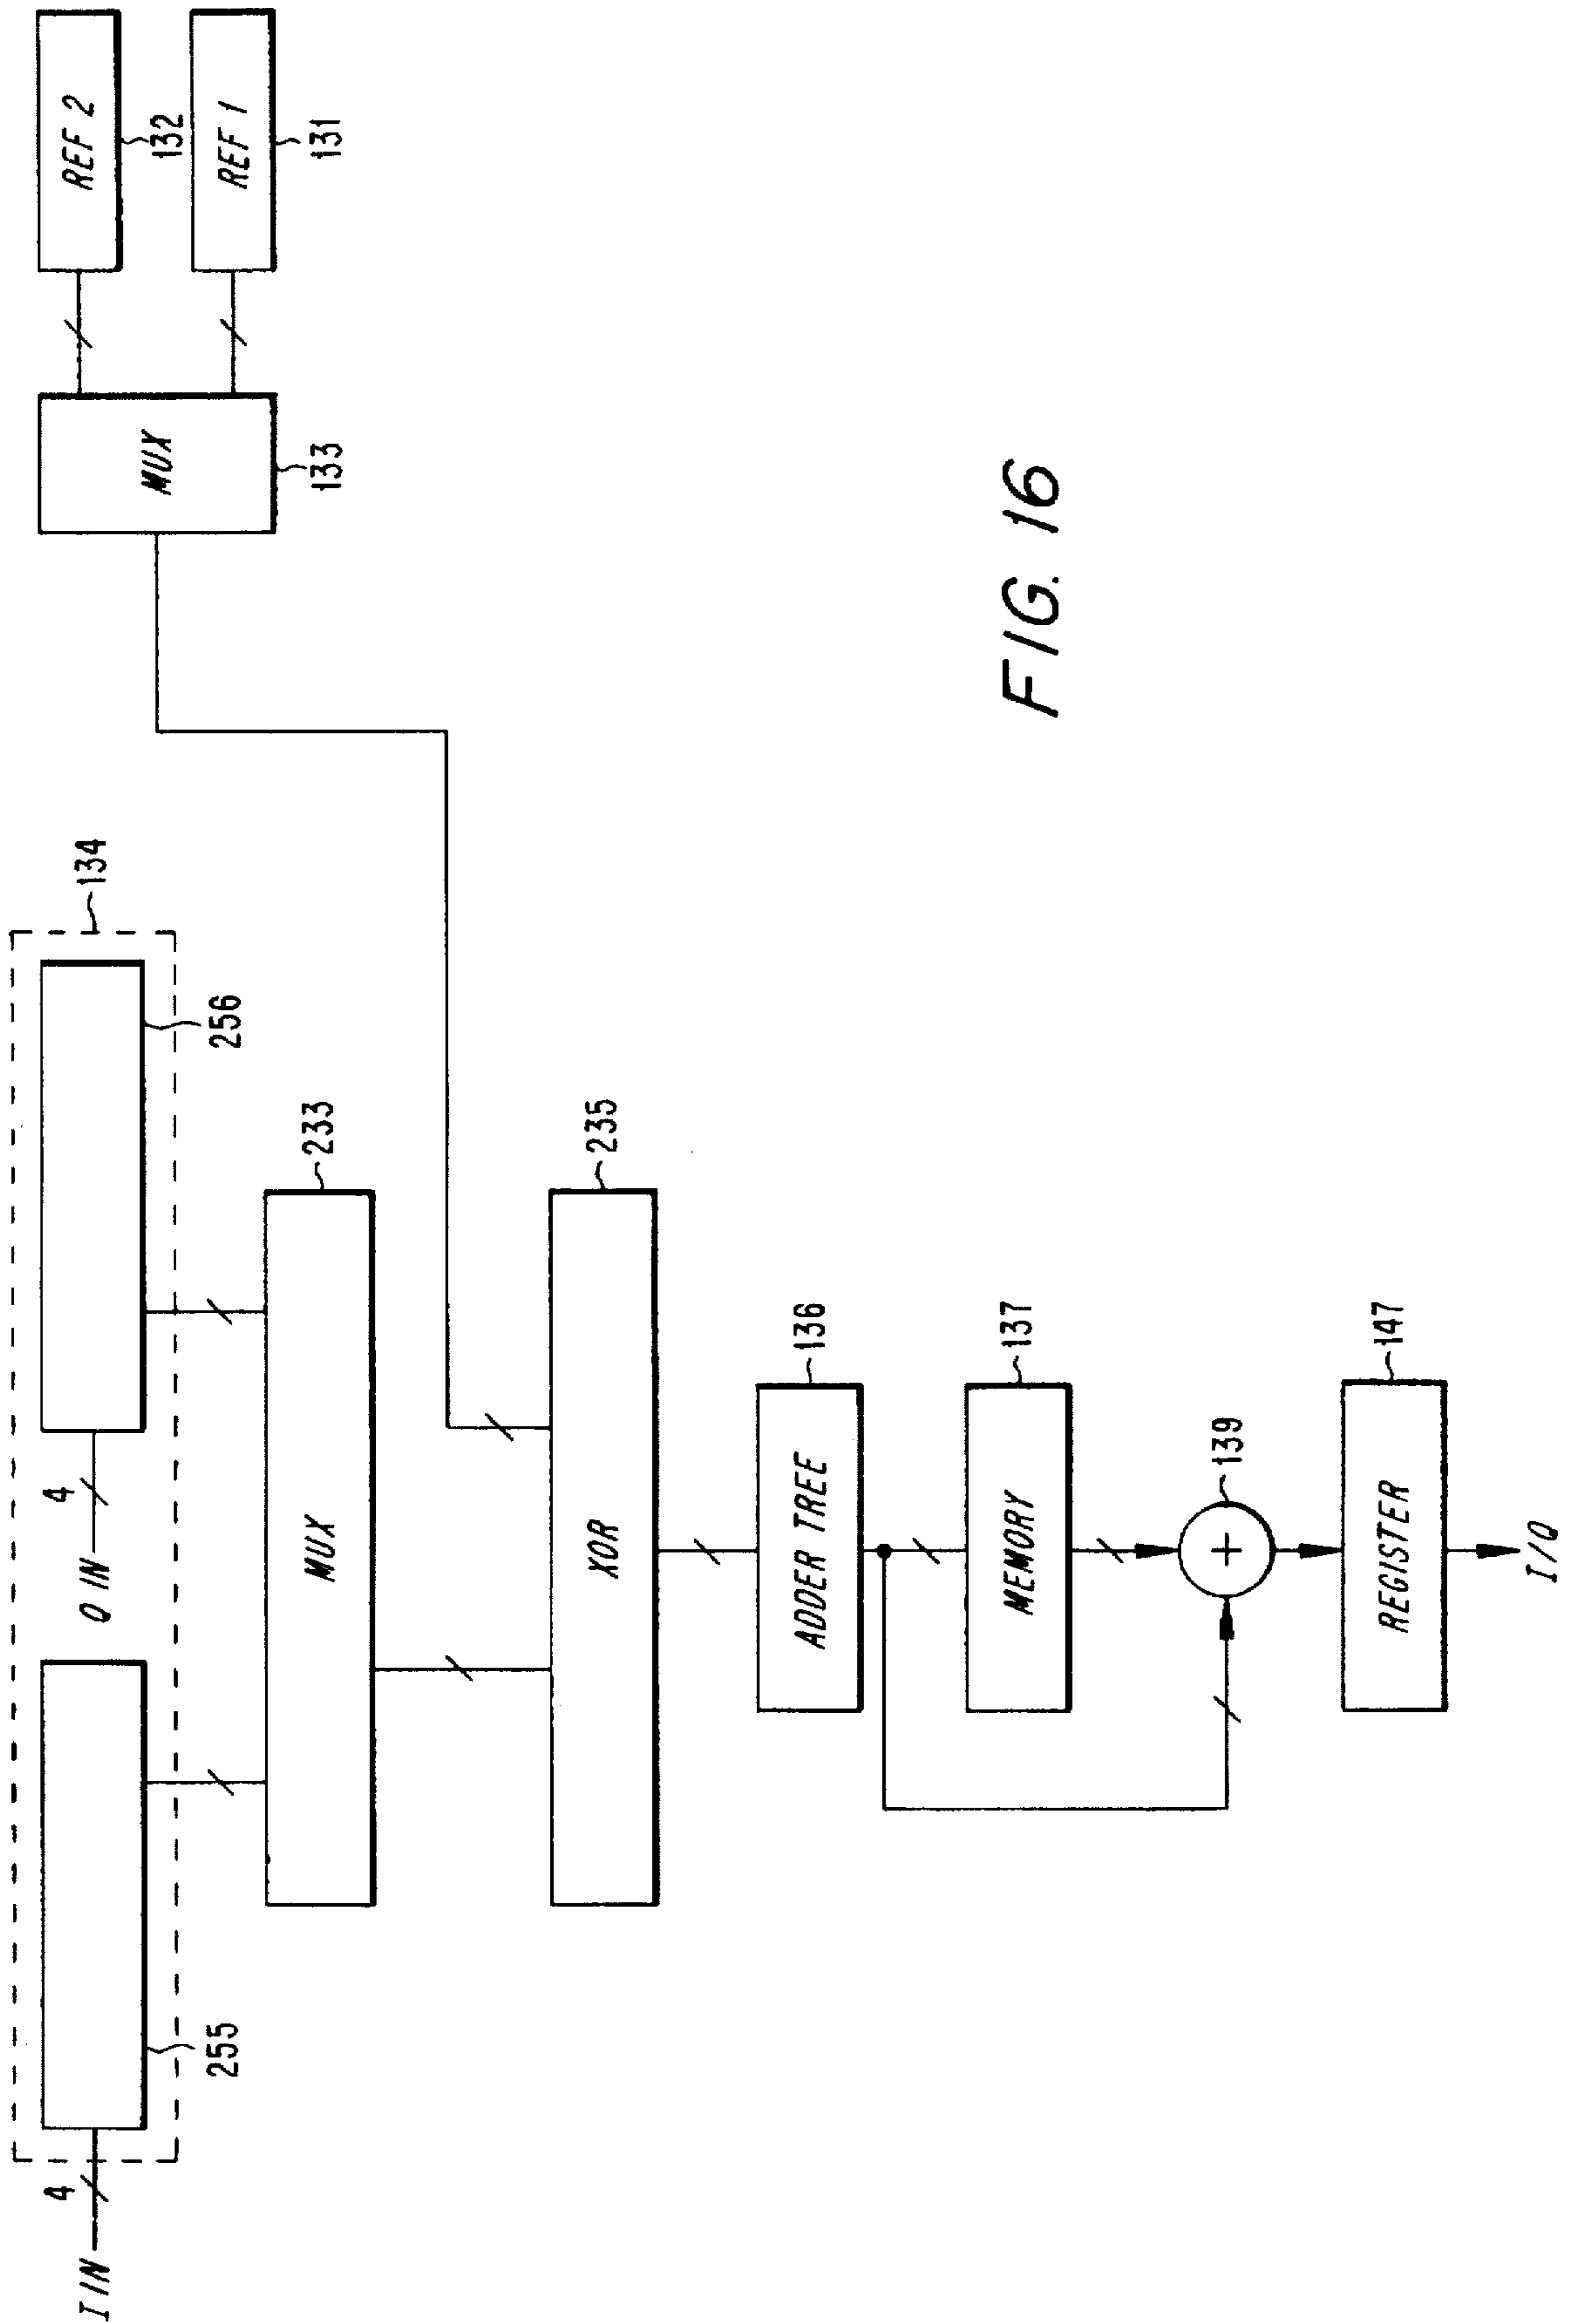 I IN
4
255
Q IN
4
256
134
MUX
233
XOR
235
ADDER TREE
136
MEMORY
137
+
139
REGISTER
147
I/Q
MUX
133
REF 2
132
REF 1
131
FIG. 16